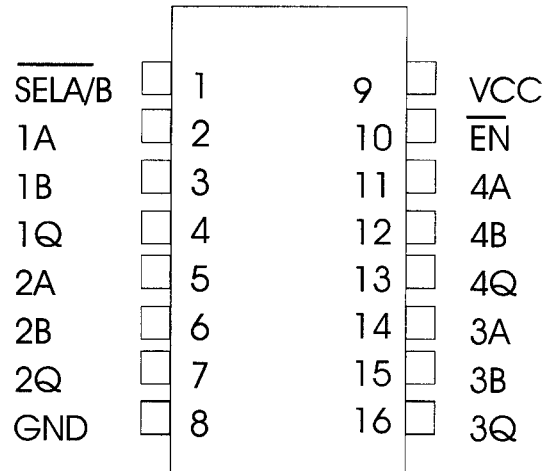 SELA/B 1 9 VCC
1A 2 10 EN
1B 3 11 4A
1Q 4 12 4B
2A 5 13 4Q
2B 6 14 3A
2Q 7 15 3B
GND 8 16 3Q